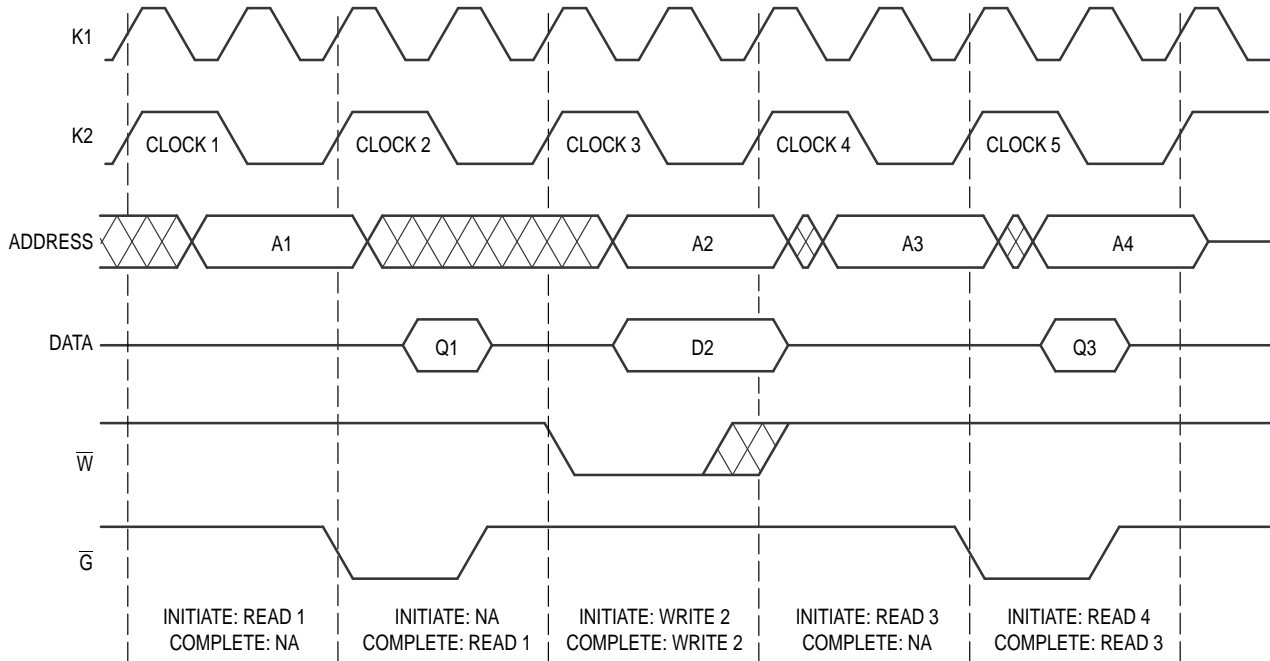 K1
K2
CLOCK 1 CLOCK 2 CLOCK 3 CLOCK 4 CLOCK 5
ADDRESS A1 A2 A3 A4
DATA Q1 D2 Q3
W̅
G̅
INITIATE: READ 1 INITIATE: NA INITIATE: WRITE 2 INITIATE: READ 3 INITIATE: READ 4
COMPLETE: NA COMPLETE: READ 1 COMPLETE: WRITE 2 COMPLETE: NA COMPLETE: READ 3